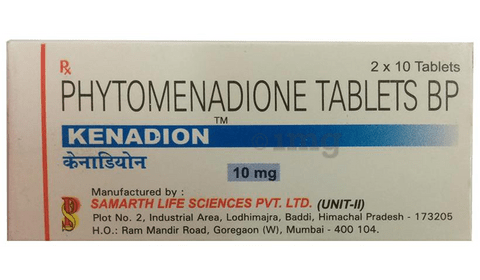 Rx 2 x 10 Tablets
PHYTOMENADIONE TABLETS BP
KENADION™
केनाडियोन
10 mg
Manufactured by :
SAMARTH LIFE SCIENCES PVT. LTD. (UNIT-II)
Plot No. 2, Industrial Area, Lodhimajra, Baddi, Himachal Pradesh - 173205
H.O.: Ram Mandir Road, Goregaon (W), Mumbai - 400 104.